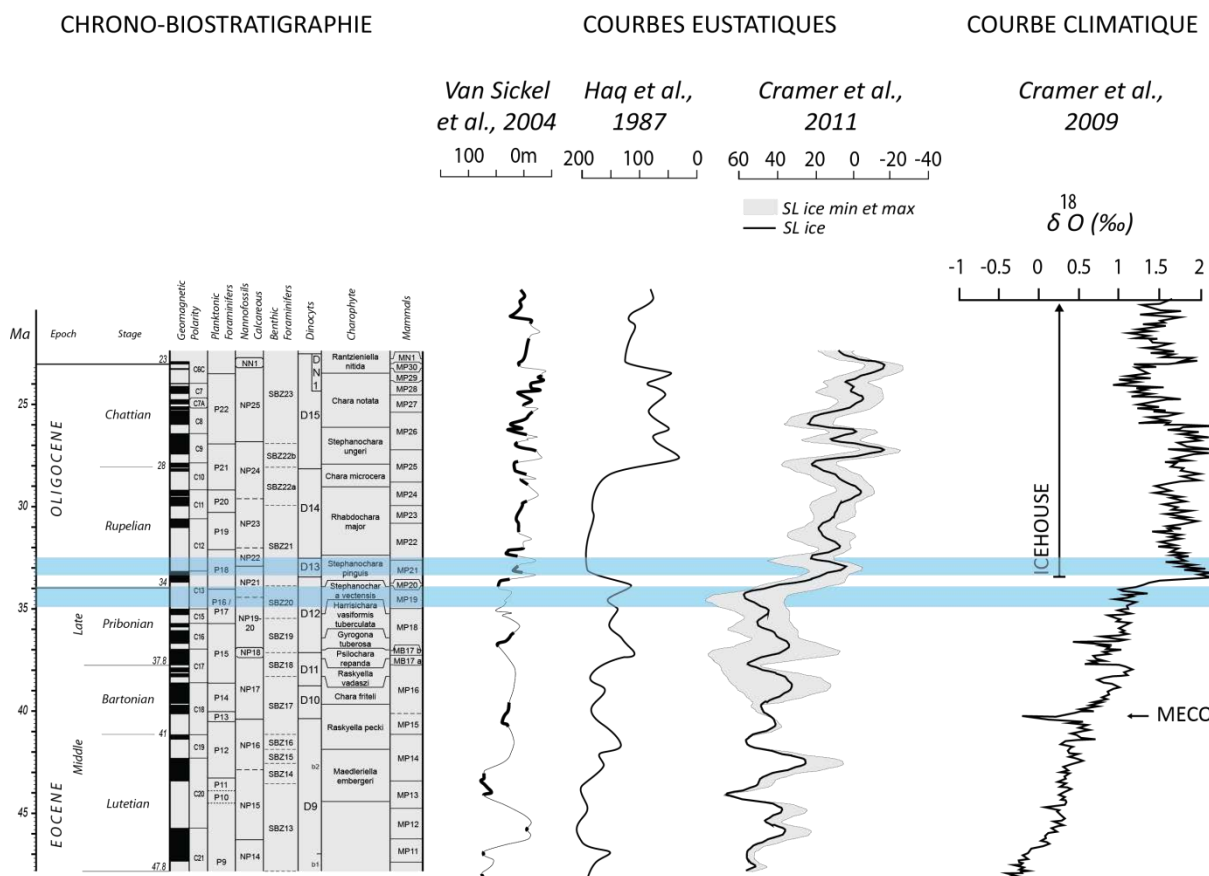 CHRONO-BIOSTRATIGRAPHIE
COURBES EUSTATIQUES
COURBE CLIMATIQUE
Van Sickel
et al., 2004
Haq et al.,
1987
Cramer et al.,
2011
Cramer et al.,
2009
100 0m
200 100 0
60 40 20 0 -20 -40
SL ice min et max
SL ice
18
δ O (‰)
-1 -0.5 0 0.5 1 1.5 2
Ma
Epoch
Stage
Geomagnetic
Polarity
Planktonic
Foraminifers
Nannofossils
Calcareous
Benthic
Foraminifers
Dinocyts
Charophyte
Mammals
23
25
28
30
34
35
37.8
40
41
45
47.8
OLIGOCENE
EOCENE
Late
Middle
Chattian
Rupelian
Pribonian
Bartonian
Lutetian
C6C
C7
C7A
C8
C9
C10
C11
C12
C13
C15
C16
C17
C18
C19
C20
C21
P22
P21
P20
P19
P18
P16 /
P17
P15
P14
P13
P12
P11
P10
P9
NN1
NP25
NP24
NP23
NP22
NP21
NP19-
20
NP18
NP17
NP16
NP15
NP14
SBZ23
SBZ22b
SBZ22a
SBZ21
SBZ20
SBZ19
SBZ18
SBZ17
SBZ16
SBZ15
SBZ14
SBZ13
D
N
1
D15
D14
D13
D12
D11
D10
D9
b2
b1
Rantzieniella
nitida
Chara notata
Stephanochara
ungeri
Chara microcera
Rhabdochara
major
Stephanochara
pinguis
Stephanochar
a vectensis
Harrisichara
vasiformis
tuberculata
Gyrogona
tuberosa
Psilochara
repanda
Raskyella
vadaszi
Chara friteli
Raskyella pecki
Maedleriella
embergeri
MN1
MP30
MP29
MP28
MP27
MP26
MP25
MP24
MP23
MP22
MP21
MP20
MP19
MP18
MB17 b
MB17 a
MP16
MP15
MP14
MP13
MP12
MP11
ICEHOUSE
MECO